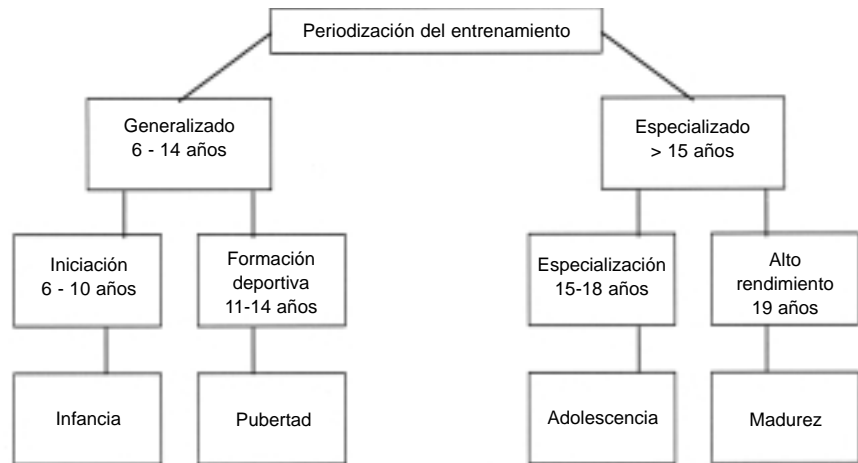 Periodización del entrenamiento
Generalizado
6 - 14 años
Especializado
> 15 años
Iniciación
6 - 10 años
Formación
deportiva
11-14 años
Especialización
15-18 años
Alto
rendimiento
19 años
Infancia
Pubertad
Adolescencia
Madurez